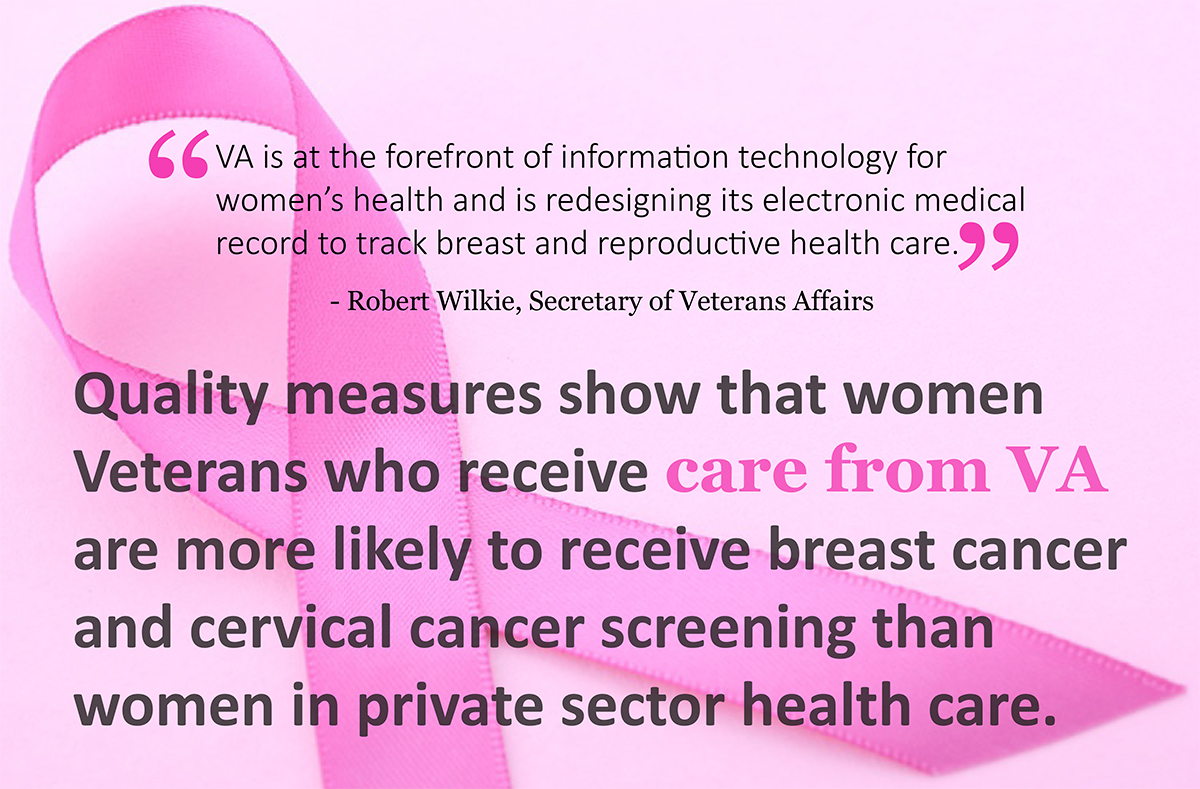 “VA is at the forefront of information technology for
women’s health and is redesigning its electronic medical
record to track breast and reproductive health care.”
- Robert Wilkie, Secretary of Veterans Affairs
Quality measures show that women
Veterans who receive care from VA
are more likely to receive breast cancer
and cervical cancer screening than
women in private sector health care.